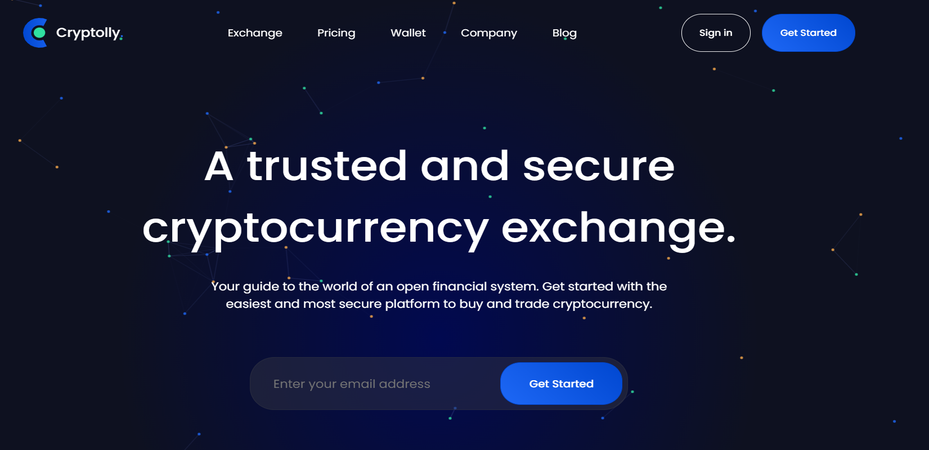 Cryptolly
Exchange Pricing Wallet Company Blog
Sign in
Get Started
A trusted and secure
cryptocurrency exchange.
Your guide to the world of an open financial system. Get started with the
easiest and most secure platform to buy and trade cryptocurrency.
Enter your email address
Get Started